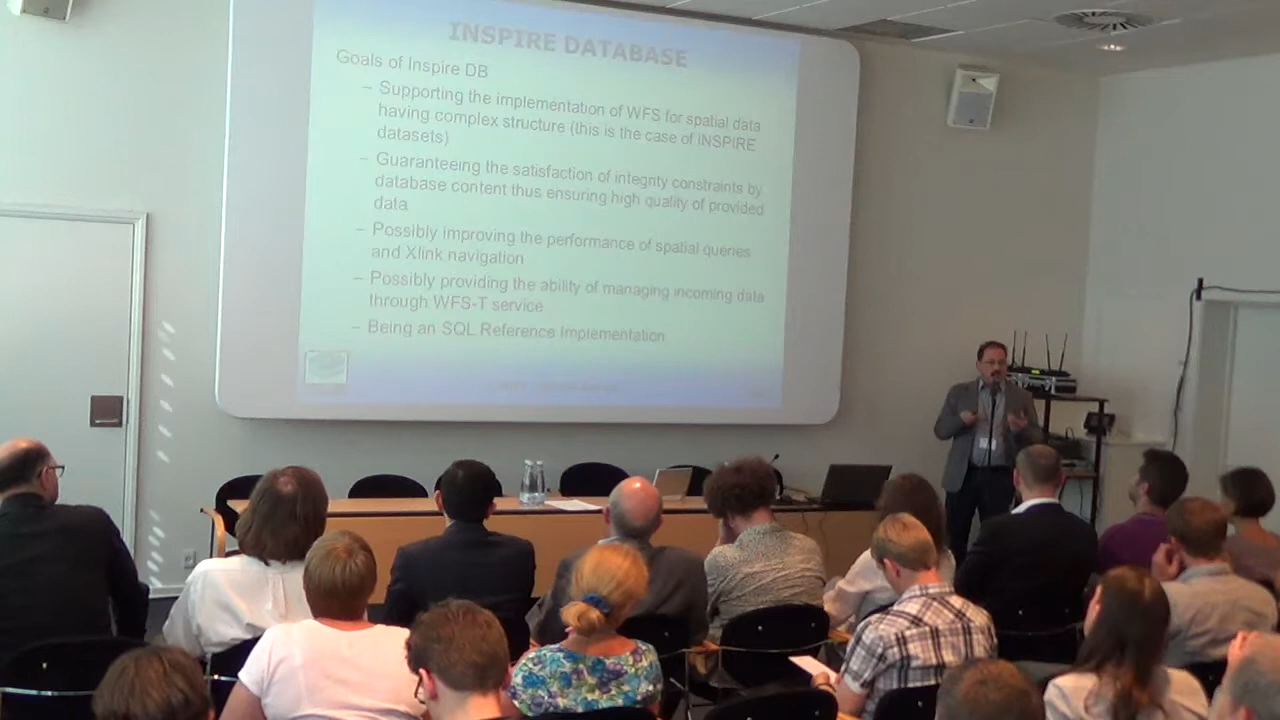 INSPIRE DATABASE
Goals of Inspire DB
– Supporting the implementation of WFS for spatial data
having complex structure (this is the case of INSPIRE
datasets)
– Guaranteeing the satisfaction of integrity constraints by
database content thus ensuring high quality of provided
data
– Possibly improving the performance of spatial queries
and Xlink navigation
– Possibly providing the ability of managing incoming data
through WFS-T service
– Being an SQL Reference Implementation